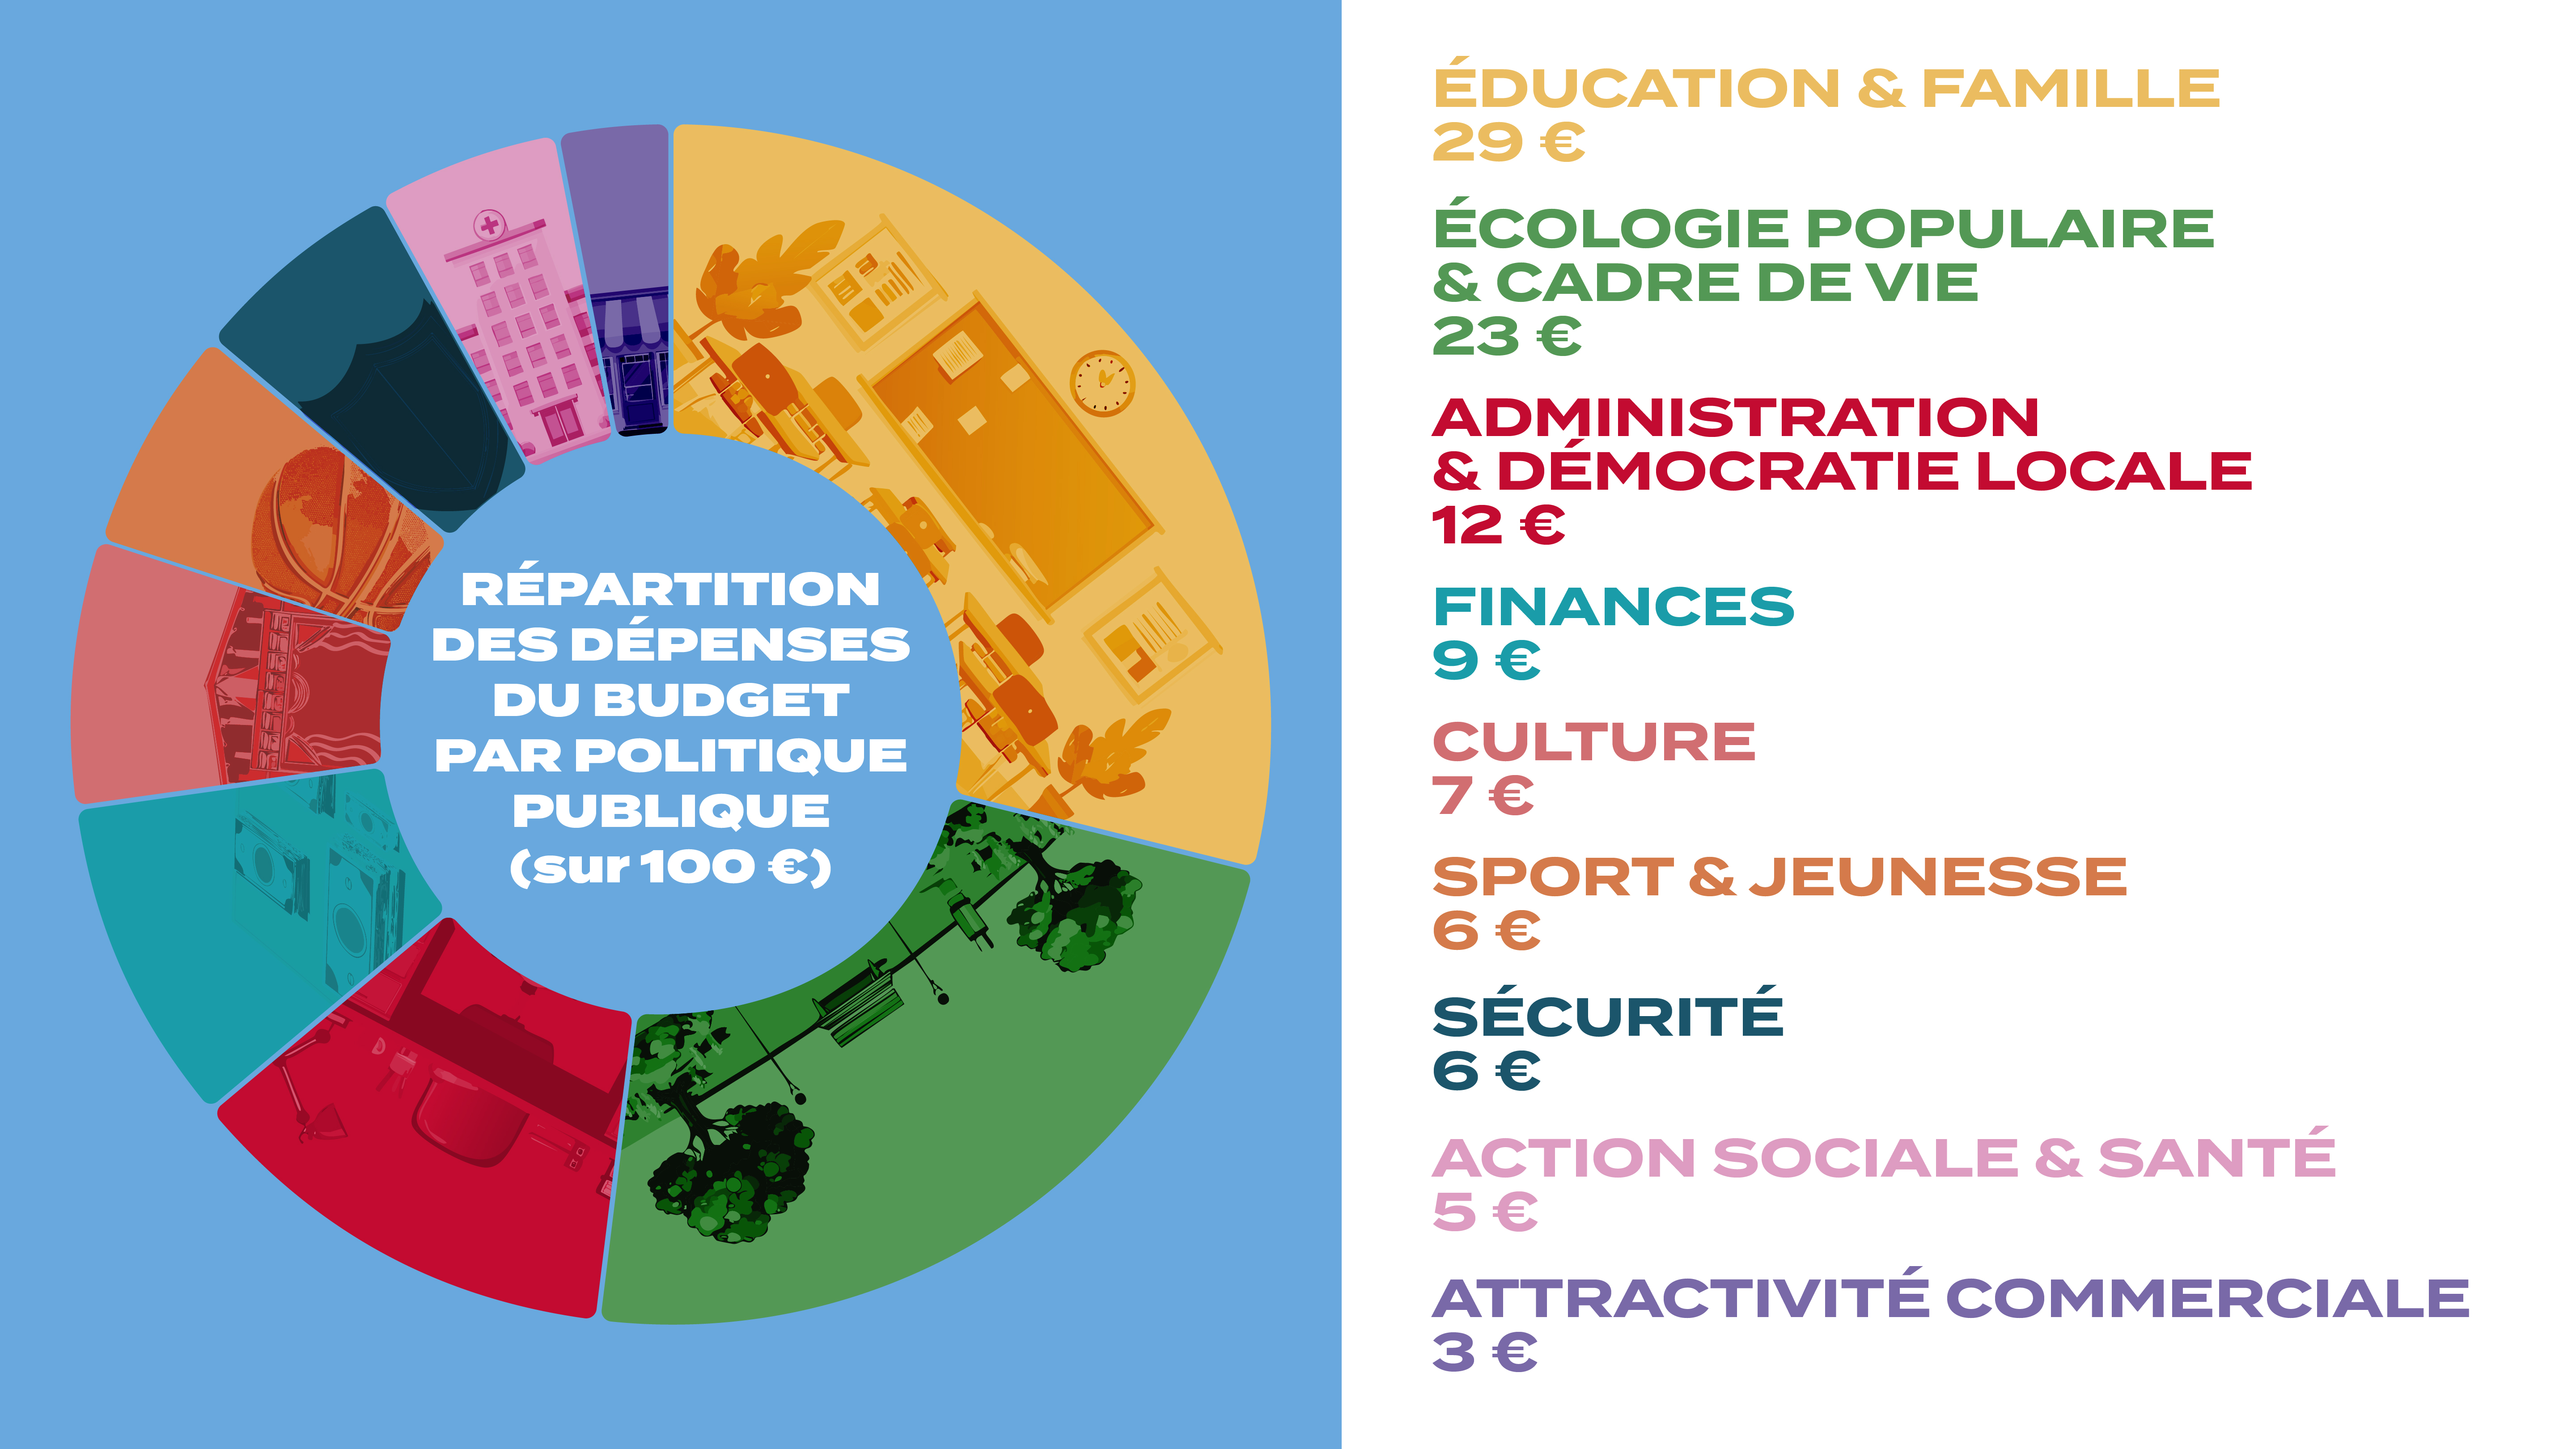 RÉPARTITION
DES DÉPENSES
DU BUDGET
PAR POLITIQUE
PUBLIQUE
(sur 100 €)
ÉDUCATION & FAMILLE
29 €
ÉCOLOGIE POPULAIRE
& CADRE DE VIE
23 €
ADMINISTRATION
& DÉMOCRATIE LOCALE
12 €
FINANCES
9 €
CULTURE
7 €
SPORT & JEUNESSE
6 €
SÉCURITÉ
6 €
ACTION SOCIALE & SANTÉ
5 €
ATTRACTIVITÉ COMMERCIALE
3 €